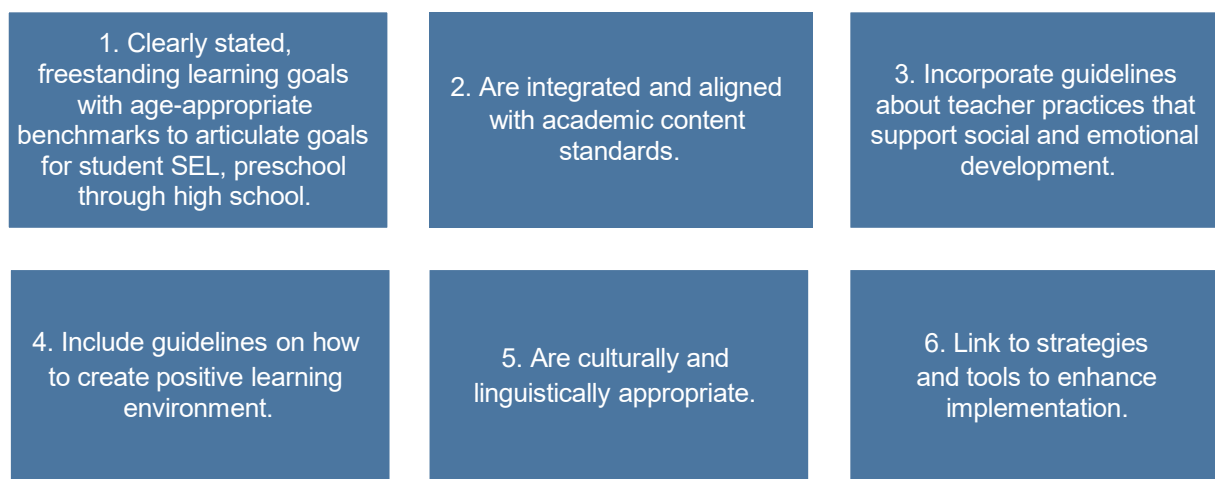 1. Clearly stated,
freestanding learning goals
with age-appropriate
benchmarks to articulate goals
for student SEL, preschool
through high school.
2. Are integrated and aligned
with academic content
standards.
3. Incorporate guidelines
about teacher practices that
support social and emotional
development.
4. Include guidelines on how
to create positive learning
environment.
5. Are culturally and
linguistically appropriate.
6. Link to strategies
and tools to enhance
implementation.